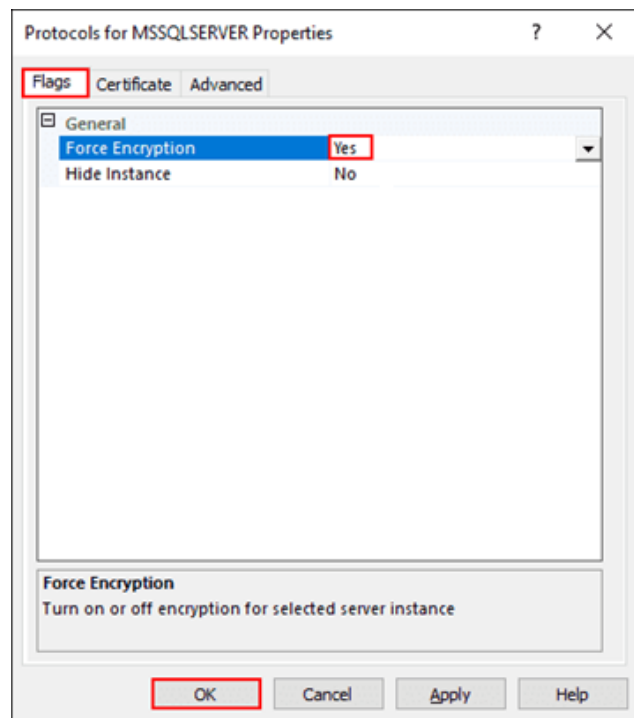 Protocols for MSSQLSERVER Properties ? ×
Flags Certificate Advanced
General
Force Encryption Yes
Hide Instance No
Force Encryption
Turn on or off encryption for selected server instance
OK Cancel Apply Help